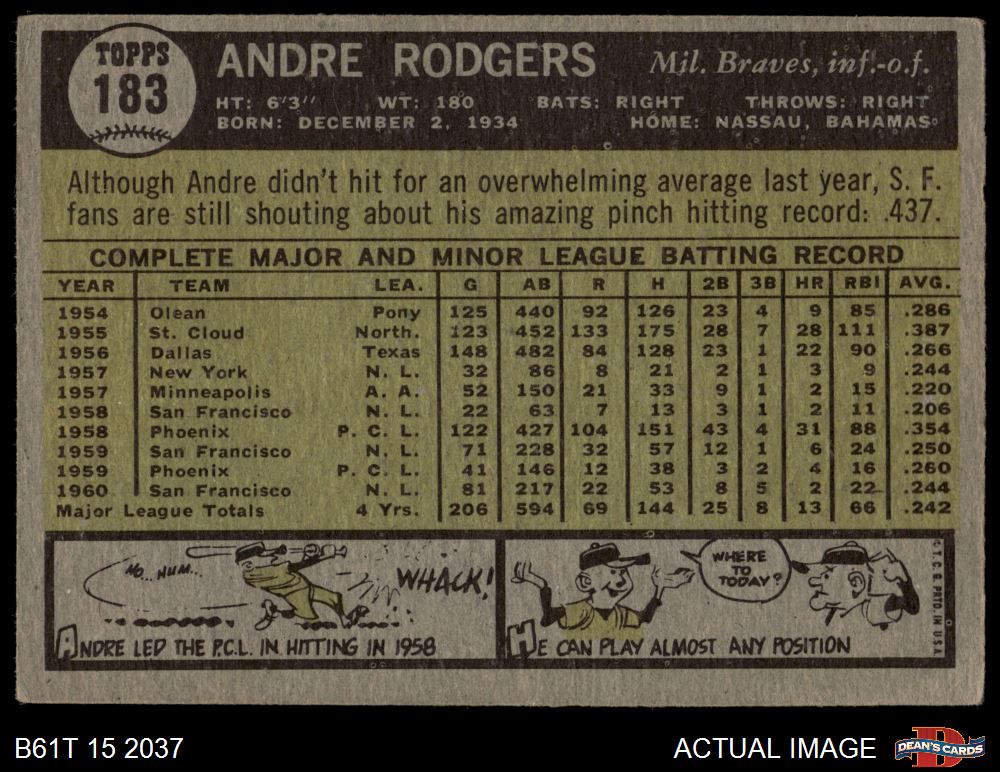 TOPPS
183
ANDRE RODGERS Mil. Braves, inf.-o.f.
HT: 6'3'' WT: 180 BATS: RIGHT THROWS: RIGHT
BORN: DECEMBER 2, 1934 HOME: NASSAU, BAHAMAS
Although Andre didn't hit for an overwhelming average last year, S. F.
fans are still shouting about his amazing pinch hitting record: .437.
COMPLETE MAJOR AND MINOR LEAGUE BATTING RECORD
YEAR TEAM LEA. G AB R H 2B 3B HR RBI AVG.
1954 Olean Pony 125 440 92 126 23 4 9 85 .286
1955 St. Cloud North. 123 452 133 175 28 7 28 111 .387
1956 Dallas Texas 148 482 84 128 23 1 22 90 .266
1957 New York N. L. 32 86 8 21 2 1 3 9 .244
1957 Minneapolis A. A. 52 150 21 33 9 1 2 15 .220
1958 San Francisco N. L. 22 63 7 13 3 1 2 11 .206
1958 Phoenix P. C. L. 122 427 104 151 43 4 31 88 .354
1959 San Francisco N. L. 71 228 32 57 12 1 6 24 .250
1959 Phoenix P. C. L. 41 146 12 38 3 2 4 16 .260
1960 San Francisco N. L. 81 217 22 53 8 5 2 22 .244
Major League Totals 4 Yrs. 206 594 69 144 25 8 13 66 .242
HO.. HUM...
WHACK!
ANDRE LED THE P.C.L. IN HITTING IN 1958
WHERE
TO
TODAY?
HE CAN PLAY ALMOST ANY POSITION
© T. C. G. PRTD. IN U.S.A.
B61T 15 2037 ACTUAL IMAGE
D
DEAN'S CARDS